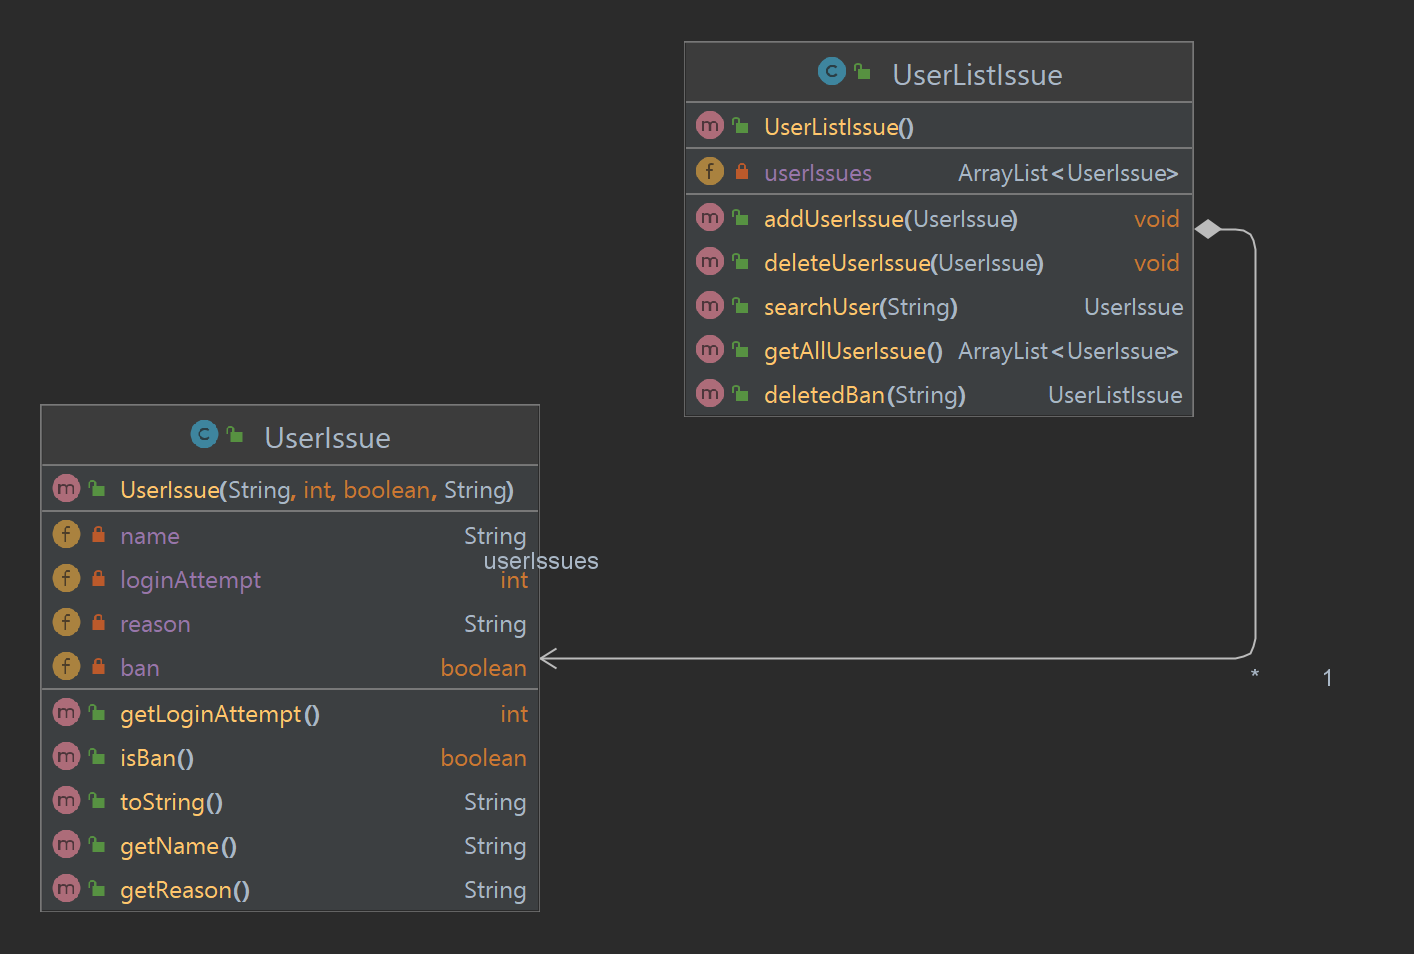 UserListIssue
UserListIssue()
userIssues ArrayList<UserIssue>
addUserIssue(UserIssue) void
deleteUserIssue(UserIssue) void
searchUser(String) UserIssue
getAllUserIssue() ArrayList<UserIssue>
deletedBan(String) UserListIssue
UserIssue
UserIssue(String, int, boolean, String)
name String
userIssues
loginAttempt int
reason String
ban boolean
* 1
getLoginAttempt() int
isBan() boolean
toString() String
getName() String
getReason() String